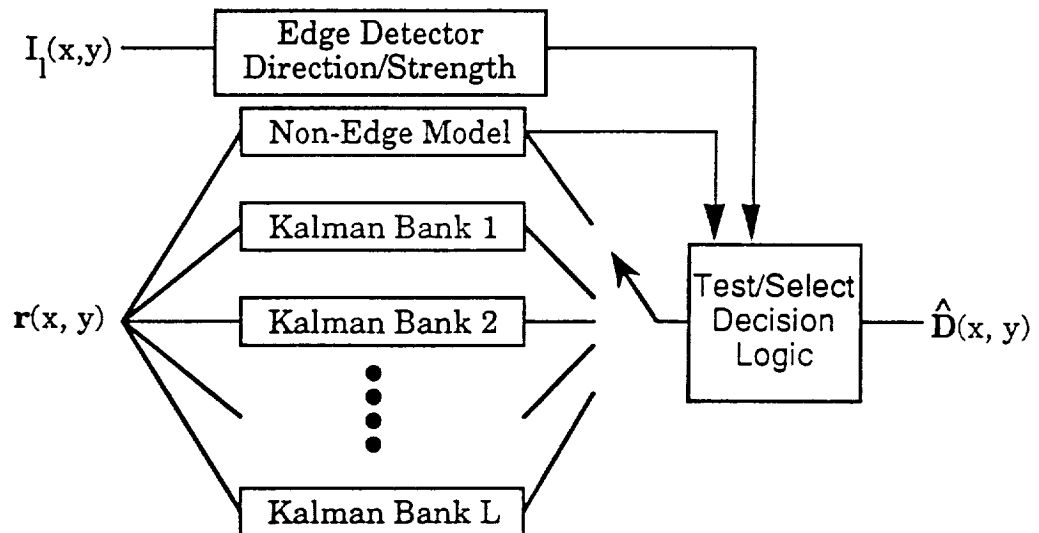 I_l(x,y)
Edge Detector
Direction/Strength
Non-Edge Model
Kalman Bank 1
r(x, y)
Kalman Bank 2
Kalman Bank L
Test/Select
Decision
Logic
D̂(x, y)